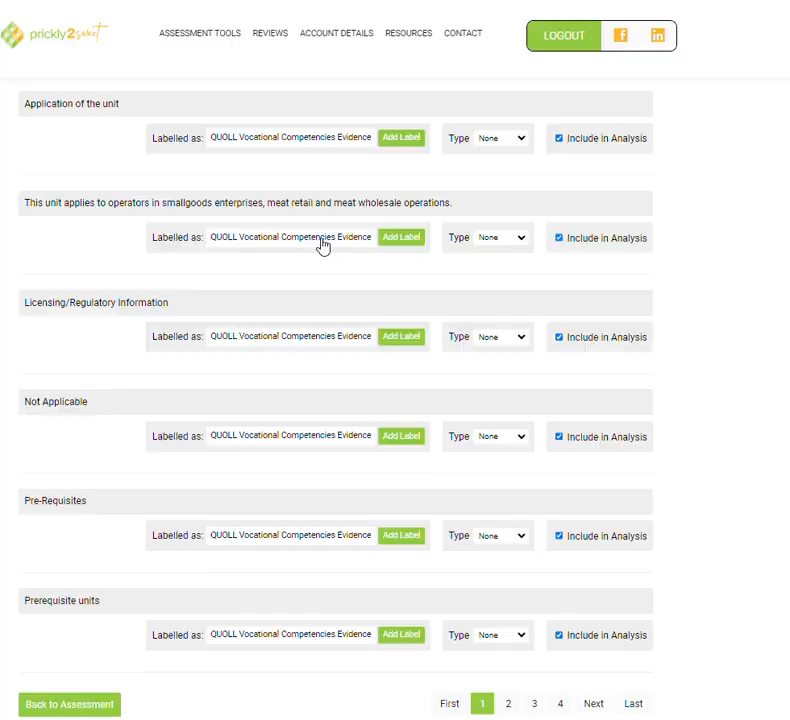 prickly2sweet ASSESSMENT TOOLS REVIEWS ACCOUNT DETAILS RESOURCES CONTACT LOGOUT
Application of the unit
Labelled as: QUOLL Vocational Competencies Evidence Add Label Type None Include in Analysis
This unit applies to operators in smallgoods enterprises, meat retail and meat wholesale operations.
Labelled as: QUOLL Vocational Competencies Evidence Add Label Type None Include in Analysis
Licensing/Regulatory Information
Labelled as: QUOLL Vocational Competencies Evidence Add Label Type None Include in Analysis
Not Applicable
Labelled as: QUOLL Vocational Competencies Evidence Add Label Type None Include in Analysis
Pre-Requisites
Labelled as: QUOLL Vocational Competencies Evidence Add Label Type None Include in Analysis
Prerequisite units
Labelled as: QUOLL Vocational Competencies Evidence Add Label Type None Include in Analysis
Back to Assessment First 1 2 3 4 Next Last